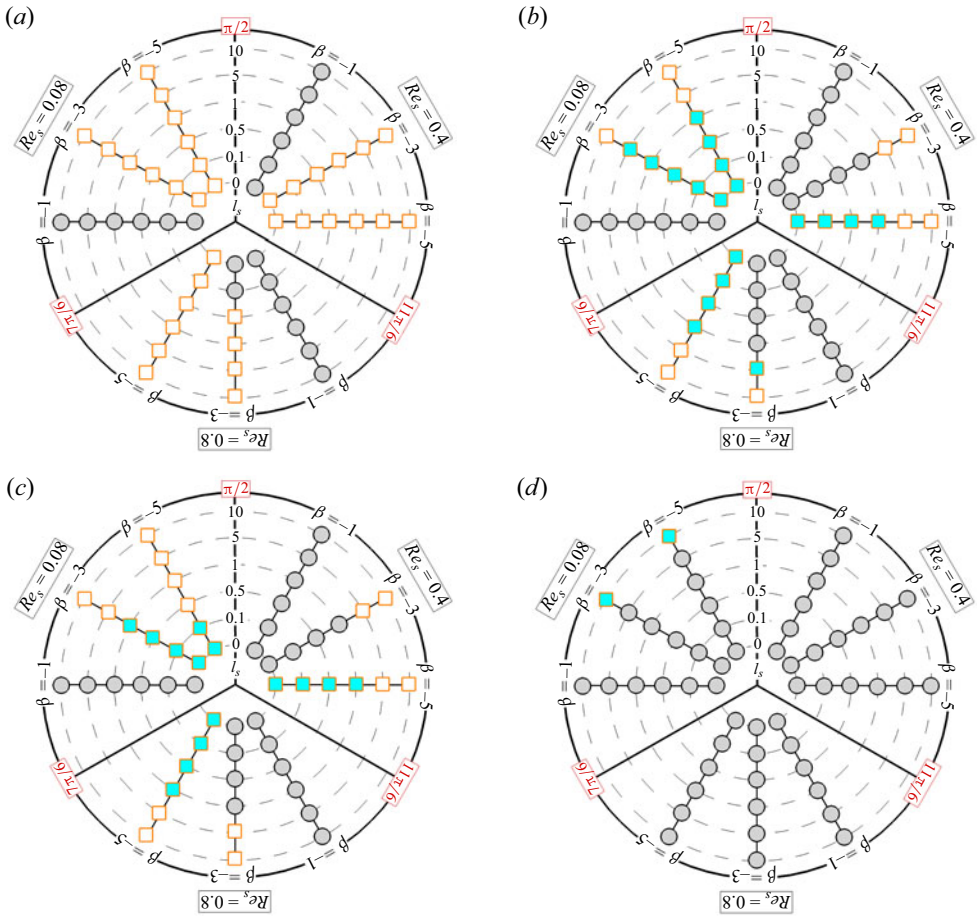 (a)
π/2
β=−5
10
β=−1
5
Re_s = 0.08
Re_s = 0.4
1
β=−3
0.5
β=−3
0.1
0
β=−1
l_s
β=−5
7π/6
11π/6
β=−5
β=−3
β=−1
Re_s = 0.8
(b)
π/2
β=−5
10
β=−1
5
Re_s = 0.08
Re_s = 0.4
1
β=−3
0.5
β=−3
0.1
0
β=−1
l_s
β=−5
7π/6
11π/6
β=−5
β=−3
β=−1
Re_s = 0.8
(c)
π/2
β=−5
10
β=−1
5
Re_s = 0.08
Re_s = 0.4
1
β=−3
0.5
β=−3
0.1
0
β=−1
l_s
β=−5
7π/6
11π/6
β=−5
β=−3
β=−1
Re_s = 0.8
(d)
π/2
β=−5
10
β=−1
5
Re_s = 0.08
Re_s = 0.4
1
β=−3
0.5
β=−3
0.1
0
β=−1
l_s
β=−5
7π/6
11π/6
β=−5
β=−3
β=−1
Re_s = 0.8